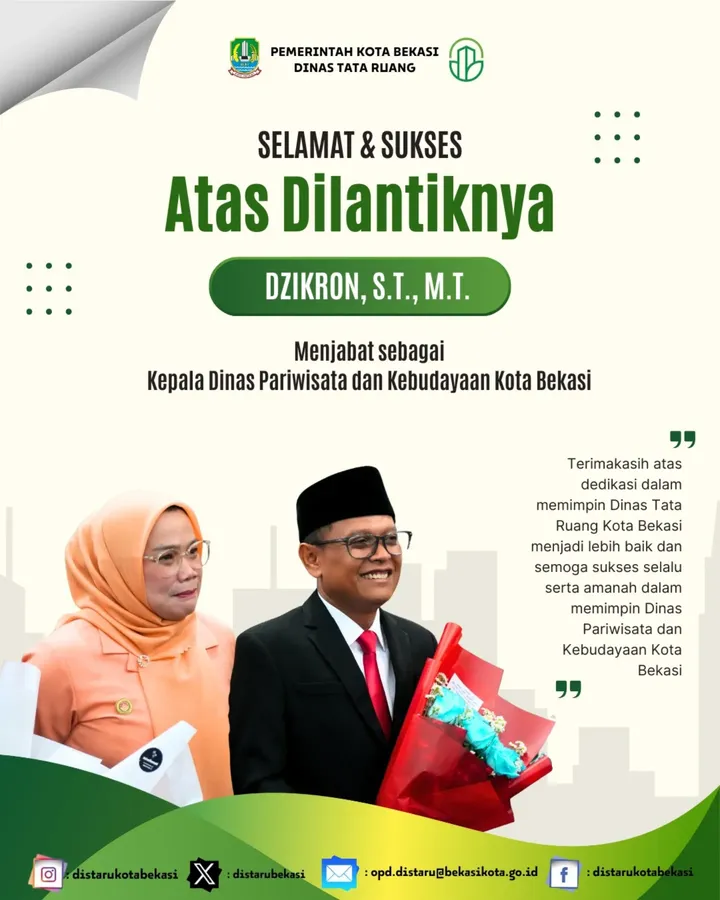 PEMERINTAH KOTA BEKASI
DINAS TATA RUANG
SELAMAT & SUKSES
Atas Dilantiknya
DZIKRON, S.T., M.T.
Menjabat sebagai
Kepala Dinas Pariwisata dan Kebudayaan Kota Bekasi
Terimakasih atas
dedikasi dalam
memimpin Dinas Tata
Ruang Kota Bekasi
menjadi lebih baik dan
semoga sukses selalu
serta amanah dalam
memimpin Dinas
Pariwisata dan
Kebudayaan Kota
Bekasi
: distarukotabekasi
: distarubekasi
: opd.distaru@bekasikota.go.id
: distarukotabekasi